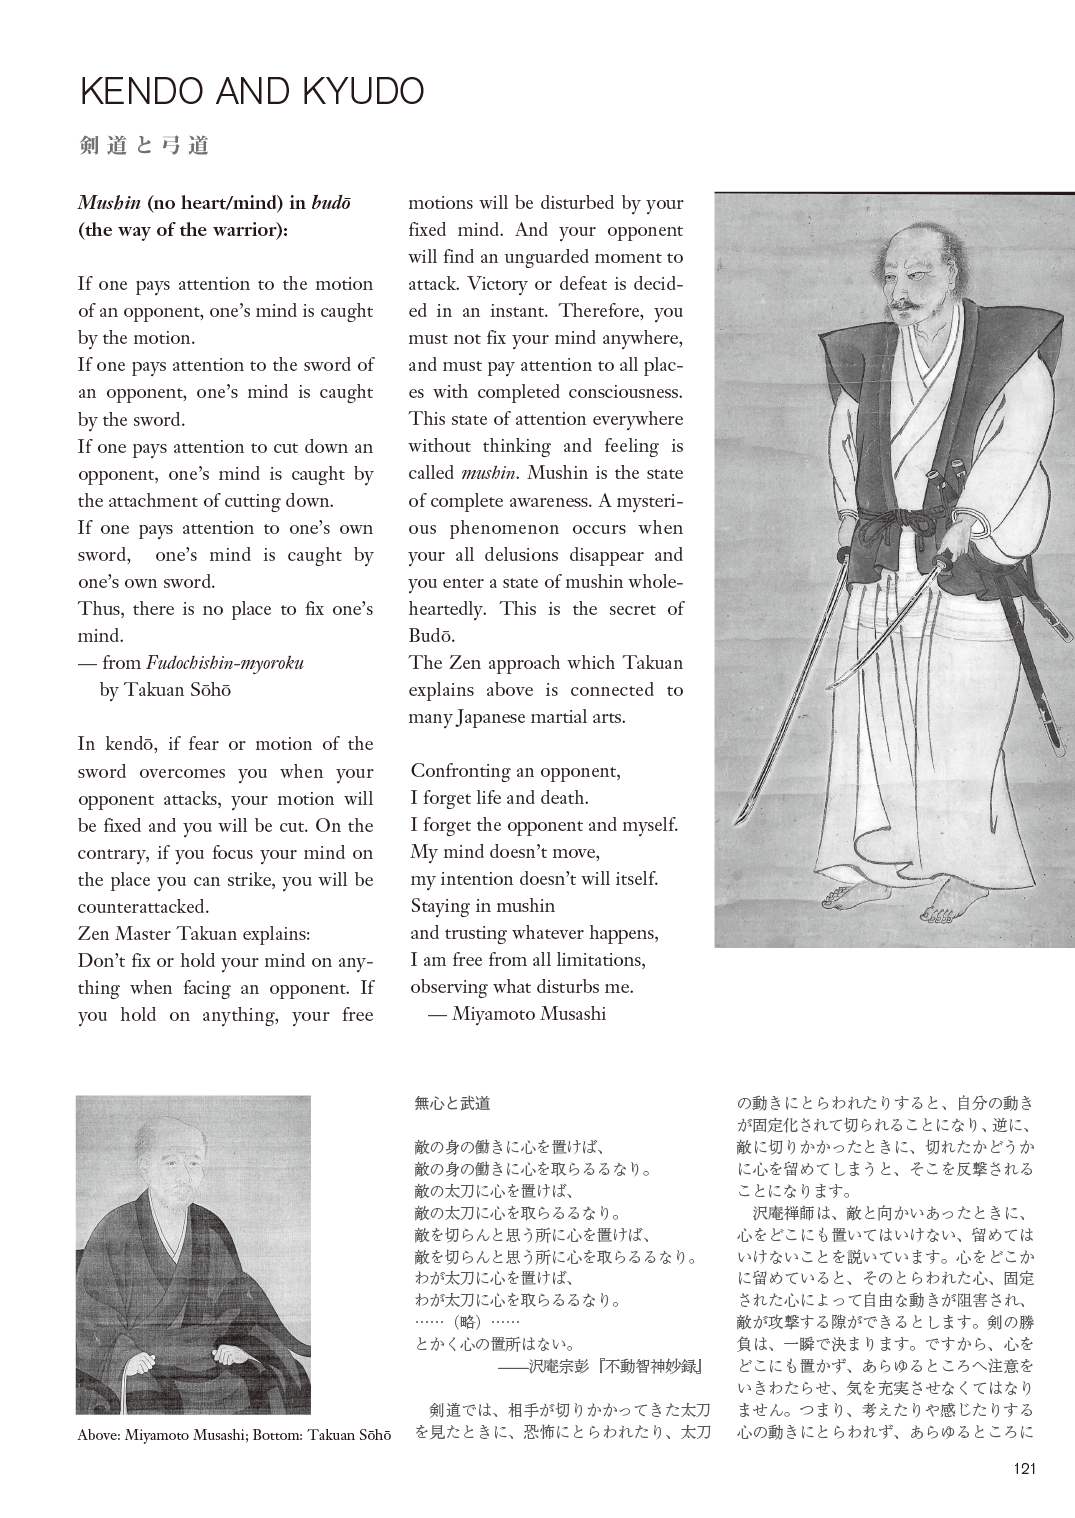 KENDO AND KYUDO
剣道と弓道
Mushin (no heart/mind) in budō
(the way of the warrior):
If one pays attention to the motion
of an opponent, one's mind is caught
by the motion.
If one pays attention to the sword of
an opponent, one's mind is caught
by the sword.
If one pays attention to cut down an
opponent, one's mind is caught by
the attachment of cutting down.
If one pays attention to one's own
sword, one's mind is caught by
one's own sword.
Thus, there is no place to fix one's
mind.
— from Fudochishin-myoroku
by Takuan Sōhō
In kendō, if fear or motion of the
sword overcomes you when your
opponent attacks, your motion will
be fixed and you will be cut. On the
contrary, if you focus your mind on
the place you can strike, you will be
counterattacked.
Zen Master Takuan explains:
Don't fix or hold your mind on any-
thing when facing an opponent. If
you hold on anything, your free
motions will be disturbed by your
fixed mind. And your opponent
will find an unguarded moment to
attack. Victory or defeat is decid-
ed in an instant. Therefore, you
must not fix your mind anywhere,
and must pay attention to all plac-
es with completed consciousness.
This state of attention everywhere
without thinking and feeling is
called mushin. Mushin is the state
of complete awareness. A mysteri-
ous phenomenon occurs when
your all delusions disappear and
you enter a state of mushin whole-
heartedly. This is the secret of
Budō.
The Zen approach which Takuan
explains above is connected to
many Japanese martial arts.
Confronting an opponent,
I forget life and death.
I forget the opponent and myself.
My mind doesn't move,
my intention doesn't will itself.
Staying in mushin
and trusting whatever happens,
I am free from all limitations,
observing what disturbs me.
— Miyamoto Musashi
Above: Miyamoto Musashi; Bottom: Takuan Sōhō
無心と武道
敵の身の働きに心を置けば、
敵の身の働きに心を取らるるなり。
敵の太刀に心を置けば、
敵の太刀に心を取らるるなり。
敵を切らんと思う所に心を置けば、
敵を切らんと思う所に心を取らるるなり。
わが太刀に心を置けば、
わが太刀に心を取らるるなり。
……（略）……
とかく心の置所はない。
——沢庵宗彭『不動智神妙録』
剣道では、相手が切りかかってきた太刀
を見たときに、恐怖にとらわれたり、太刀
の動きにとらわれたりすると、自分の動き
が固定化されて切られることになり、逆に、
敵に切りかかったときに、切れたかどうか
に心を留めてしまうと、そこを反撃される
ことになります。
沢庵禅師は、敵と向かいあったときに、
心をどこにも置いてはいけない、留めては
いけないことを説いています。心をどこか
に留めていると、そのとらわれた心、固定
された心によって自由な動きが阻害され、
敵が攻撃する隙ができるとします。剣の勝
負は、一瞬で決まります。ですから、心を
どこにも置かず、あらゆるところへ注意を
いきわたらせ、気を充実させなくてはなり
ません。つまり、考えたりや感じたりする
心の動きにとらわれず、あらゆるところに
121